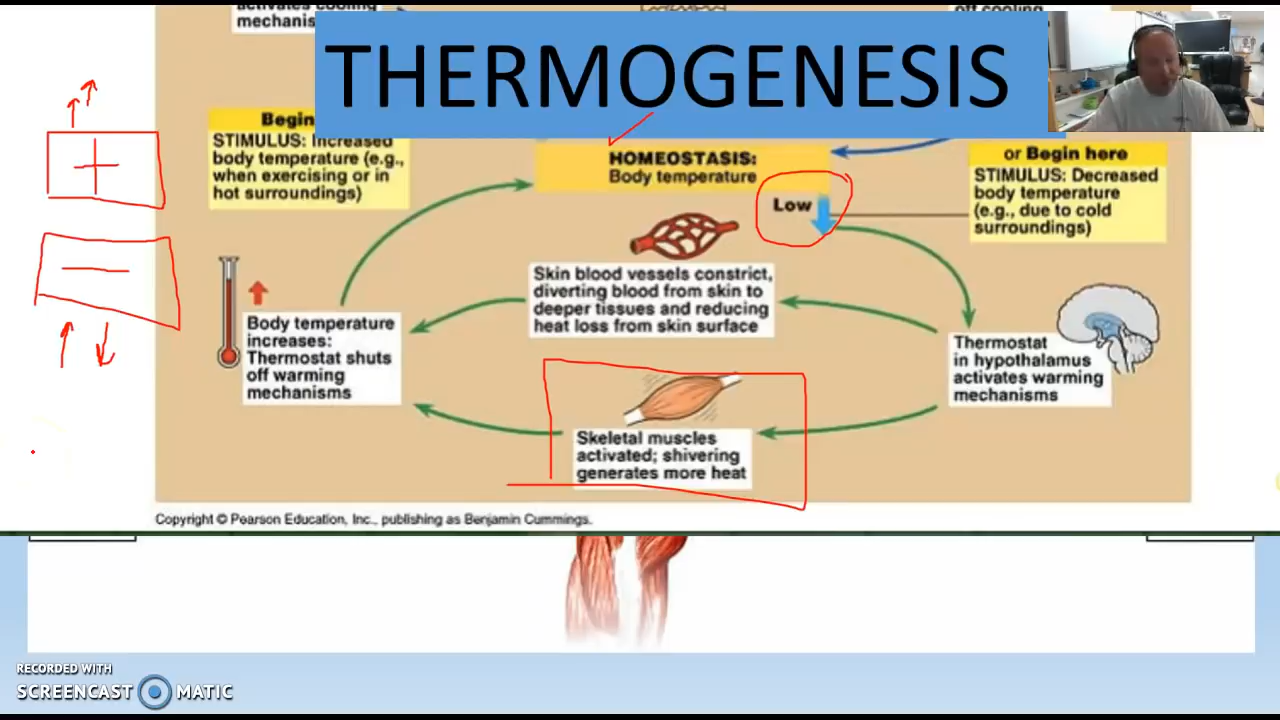 activates cooling
mechanis
off cooling
THERMOGENESIS
Begin
STIMULUS: Increased
body temperature (e.g.,
when exercising or in
hot surroundings)
HOMEOSTASIS:
Body temperature
or Begin here
STIMULUS: Decreased
body temperature
(e.g., due to cold
surroundings)
Low
Skin blood vessels constrict,
diverting blood from skin to
deeper tissues and reducing
heat loss from skin surface
Body temperature
increases:
Thermostat shuts
off warming
mechanisms
Thermostat
in hypothalamus
activates warming
mechanisms
Skeletal muscles
activated; shivering
generates more heat
Copyright © Pearson Education, Inc., publishing as Benjamin Cummings.
RECORDED WITH
SCREENCAST MATIC